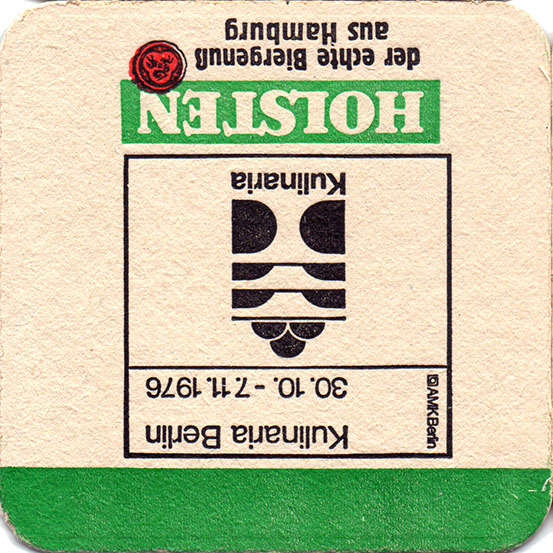 Kulinaria Berlin
30. 10. - 7. 11. 1976
AMK Berlin
Kulinaria
HOLSTEN
der echte Biergenuß
aus Hamburg